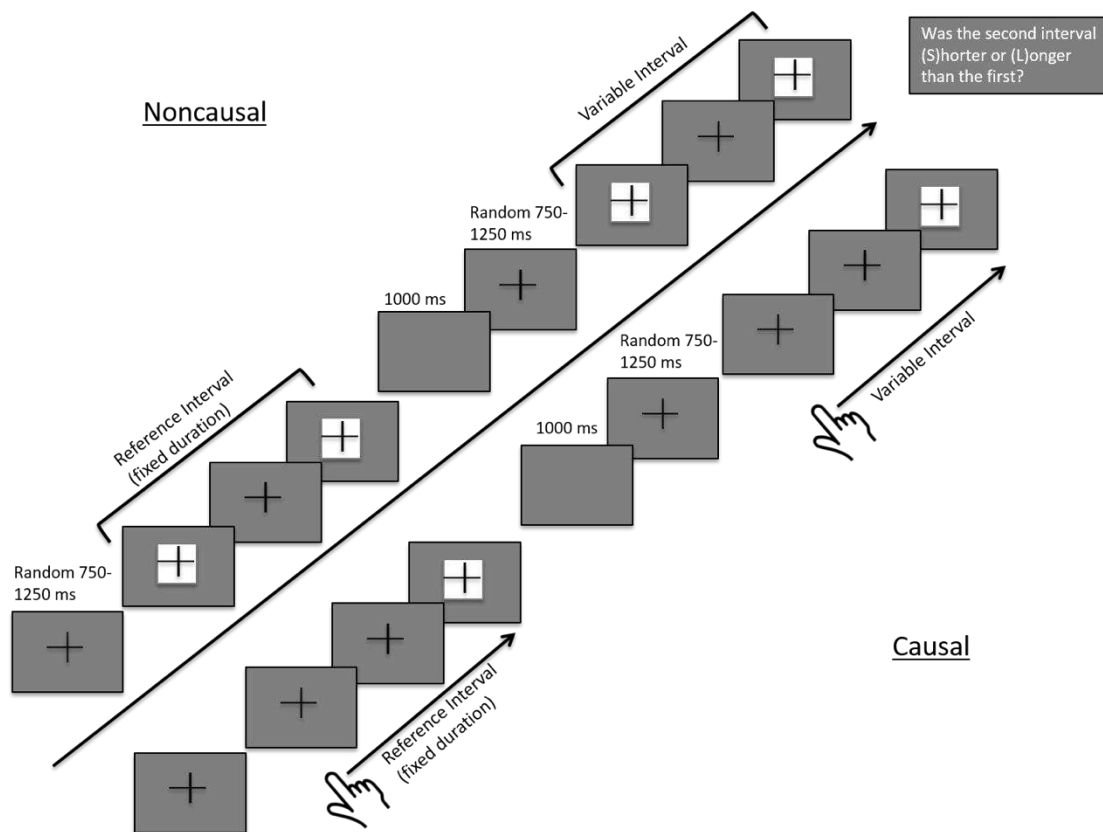 Was the second interval
(S)horter or (L)onger
than the first?
Noncausal
Variable Interval
Random 750-
1250 ms
1000 ms
Reference Interval
(fixed duration)
Random 750-
1250 ms
Variable Interval
Random 750-
1250 ms
1000 ms
Reference Interval
(fixed duration)
Causal